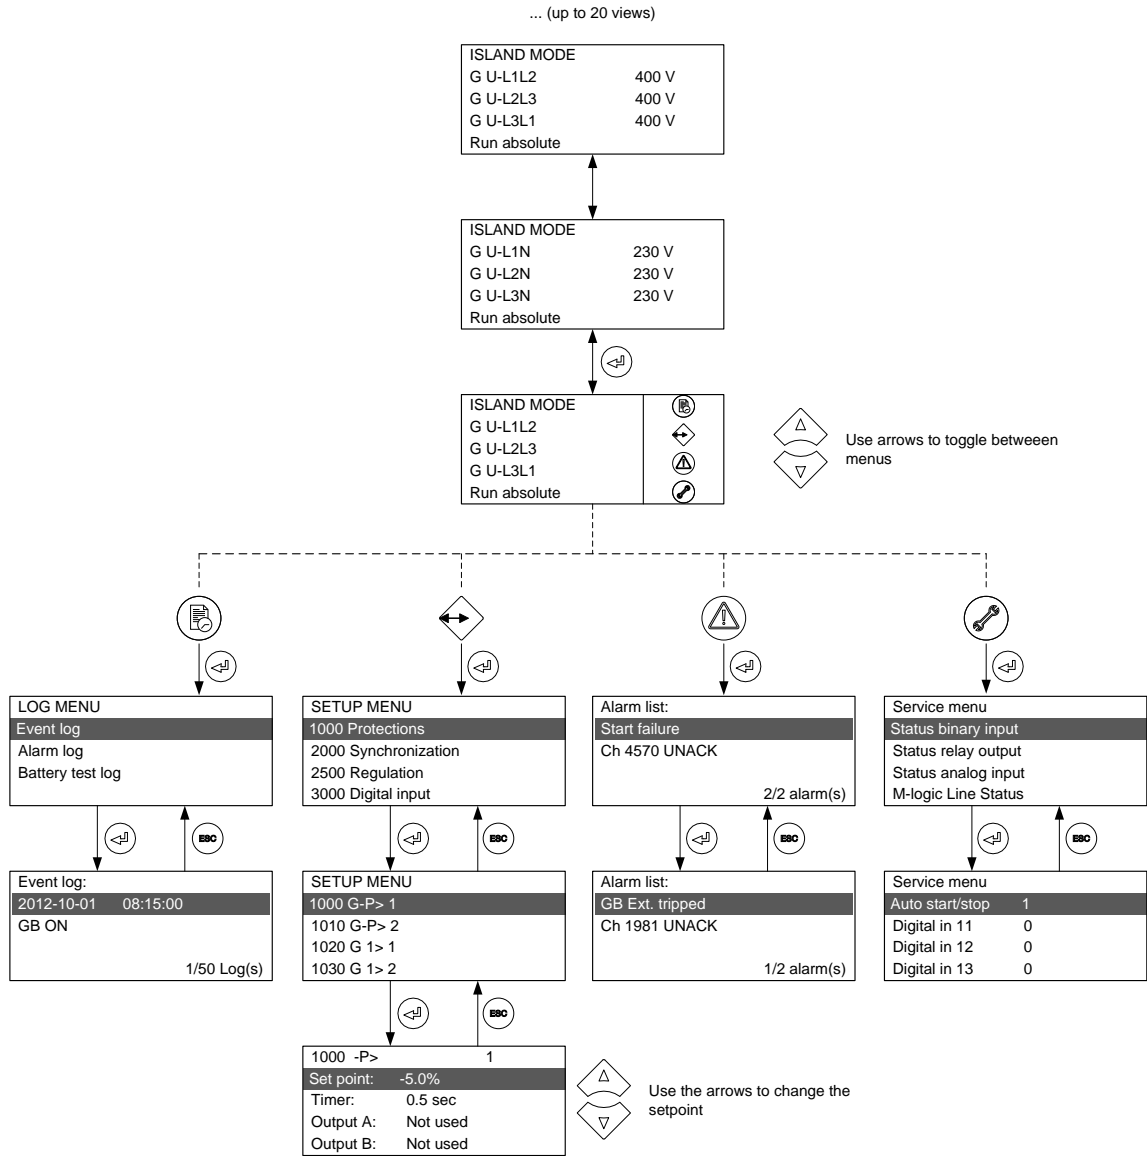 ... (up to 20 views)
ISLAND MODE
G U-L1L2 400 V
G U-L2L3 400 V
G U-L3L1 400 V
Run absolute
ISLAND MODE
G U-L1N 230 V
G U-L2N 230 V
G U-L3N 230 V
Run absolute
ISLAND MODE
G U-L1L2
G U-L2L3
G U-L3L1
Run absolute
Use arrows to toggle betweeen
menus
LOG MENU
Event log
Alarm log
Battery test log
SETUP MENU
1000 Protections
2000 Synchronization
2500 Regulation
3000 Digital input
Alarm list:
Start failure
Ch 4570 UNACK
2/2 alarm(s)
Service menu
Status binary input
Status relay output
Status analog input
M-logic Line Status
ESC
ESC
ESC
ESC
Event log:
2012-10-01 08:15:00
GB ON
1/50 Log(s)
SETUP MENU
1000 G-P> 1
1010 G-P> 2
1020 G 1> 1
1030 G 1> 2
Alarm list:
GB Ext. tripped
Ch 1981 UNACK
1/2 alarm(s)
Service menu
Auto start/stop 1
Digital in 11 0
Digital in 12 0
Digital in 13 0
ESC
1000 -P> 1
Set point: -5.0%
Timer: 0.5 sec
Output A: Not used
Output B: Not used
Use the arrows to change the
setpoint